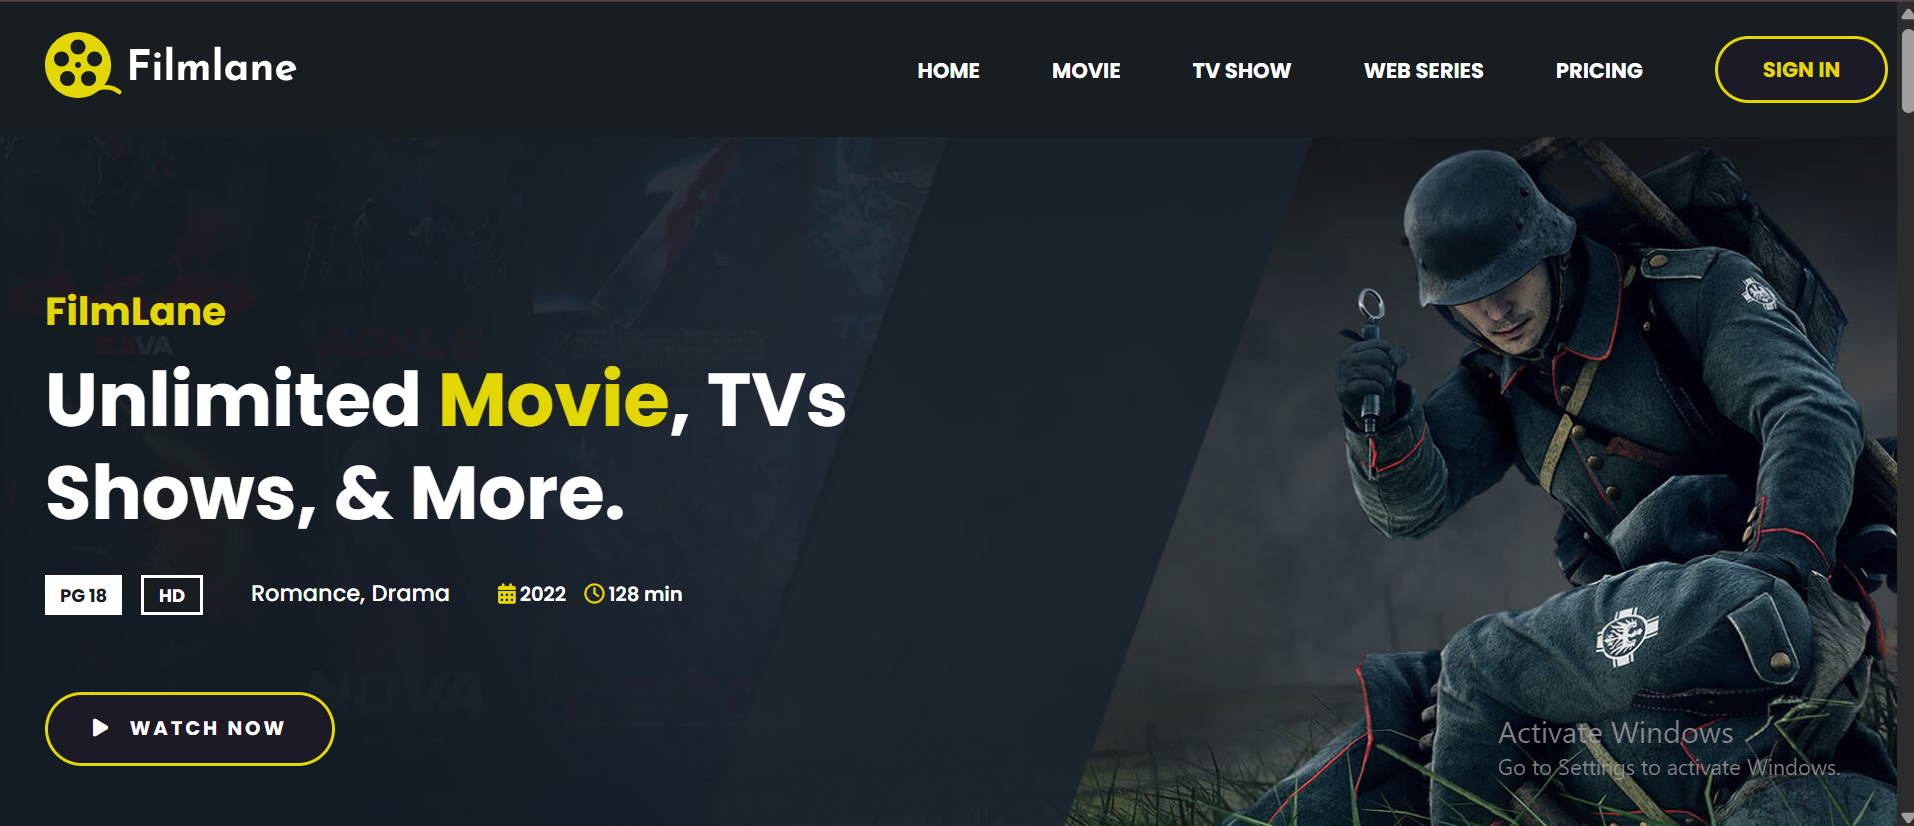 Filmlane
HOME MOVIE TV SHOW WEB SERIES PRICING SIGN IN
FilmLane
Unlimited Movie, TVs
Shows, & More.
PG 18 HD Romance, Drama 2022 128 min
WATCH NOW
NOVA
Activate Windows
Go to Settings to activate Windows.